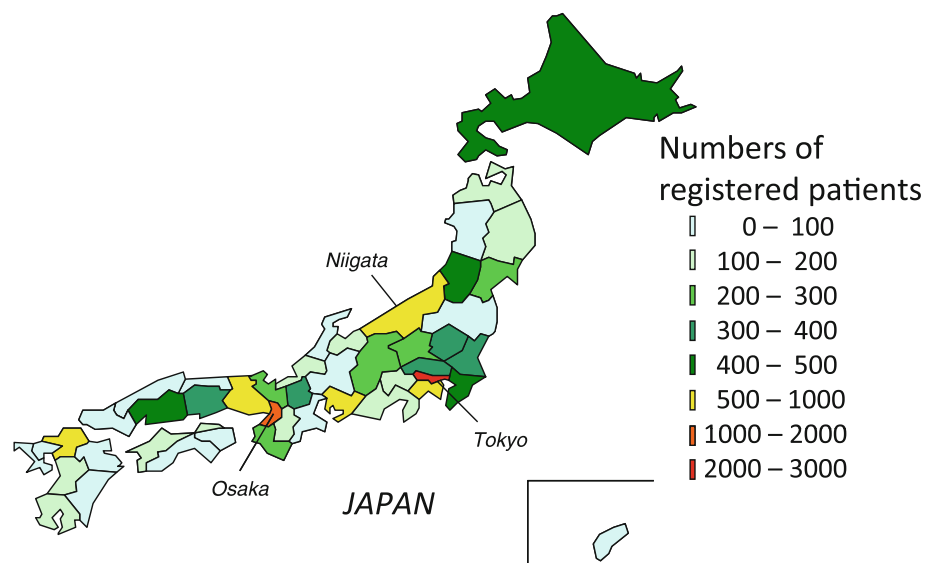 Numbers of
registered patients
0 – 100
100 – 200
200 – 300
300 – 400
400 – 500
500 – 1000
1000 – 2000
2000 – 3000
Niigata
Tokyo
Osaka
JAPAN